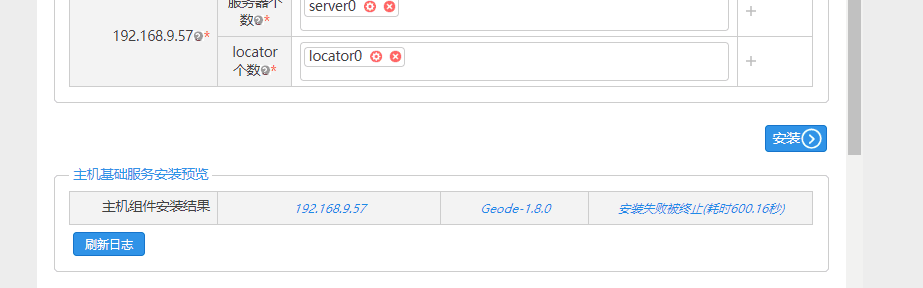 服务器个
数?*
server0
+
192.168.9.57?*
locator
个数?*
locator0
+
安装
主机基础服务安装预览
主机组件安装结果 192.168.9.57 Geode-1.8.0 安装失败被终止(耗时600.16秒)
刷新日志